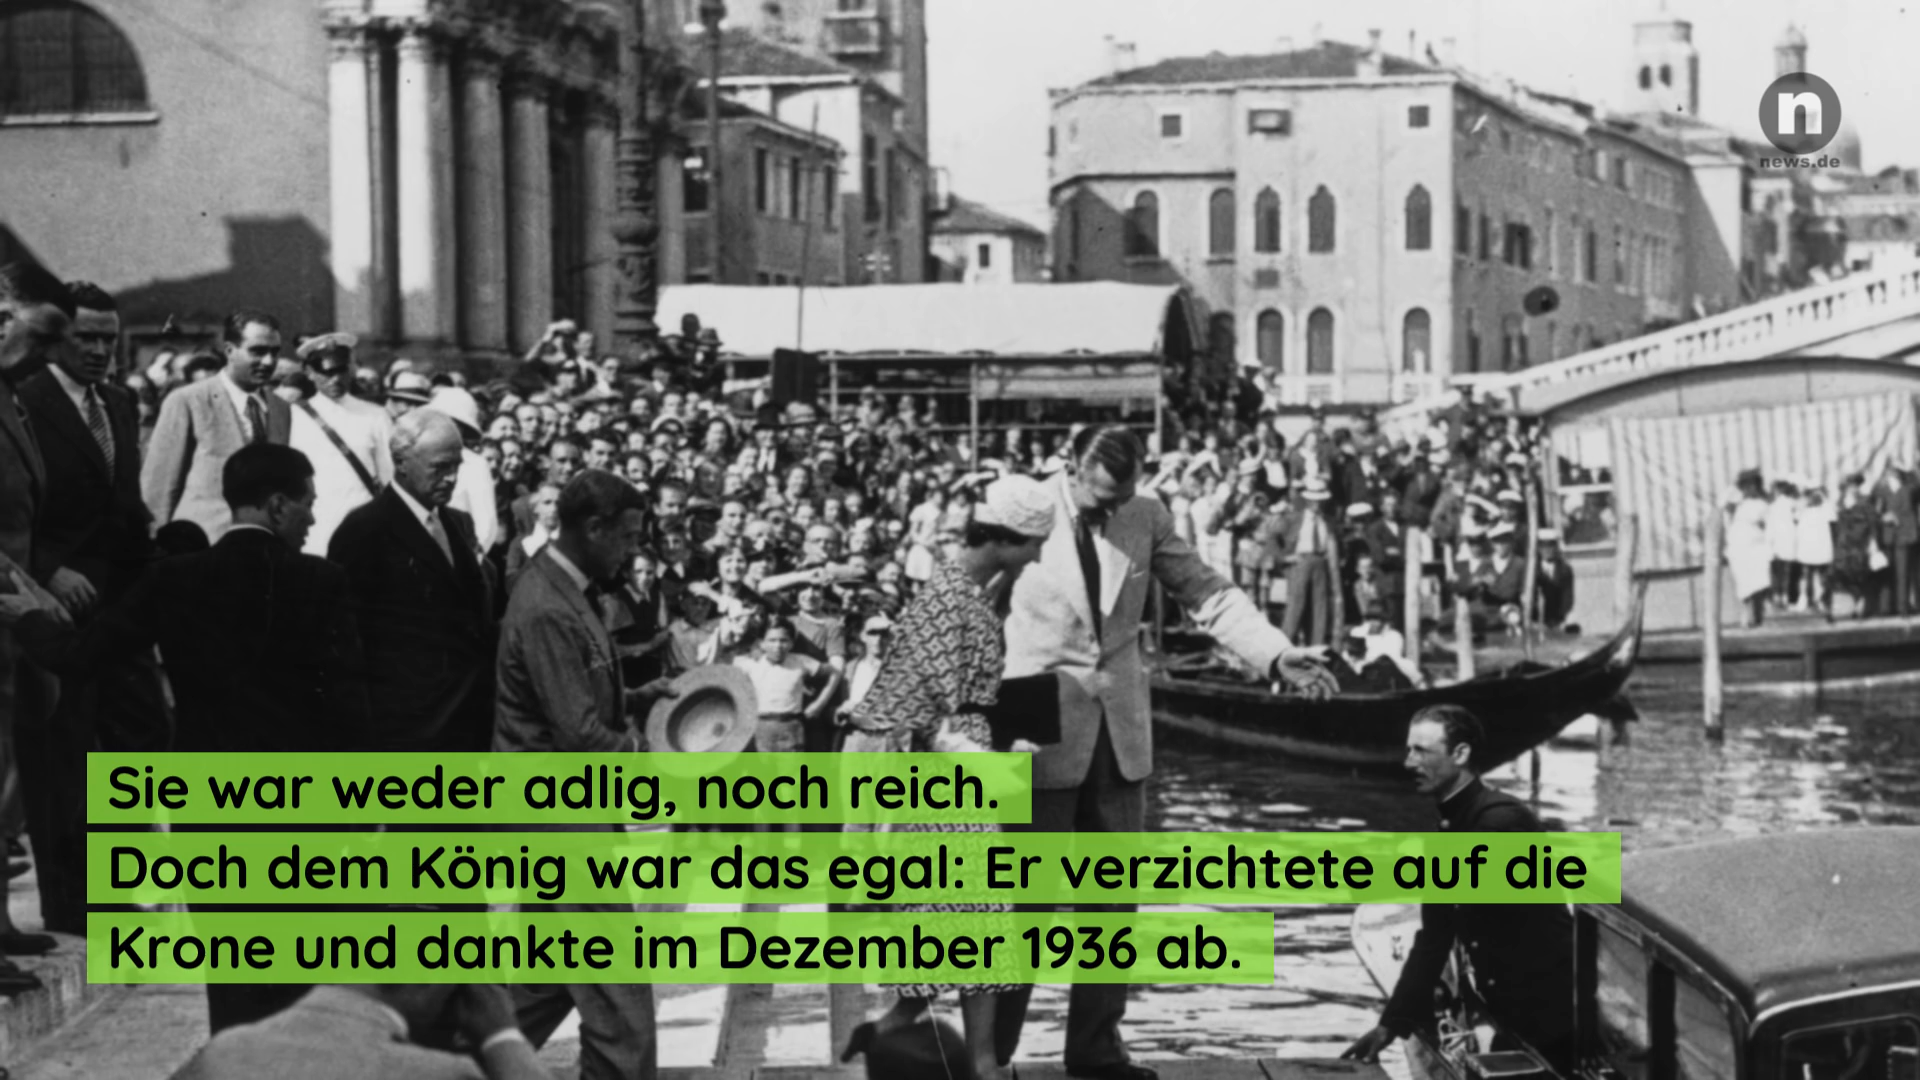 n
news.de
Sie war weder adlig, noch reich.
Doch dem König war das egal: Er verzichtete auf die
Krone und dankte im Dezember 1936 ab.